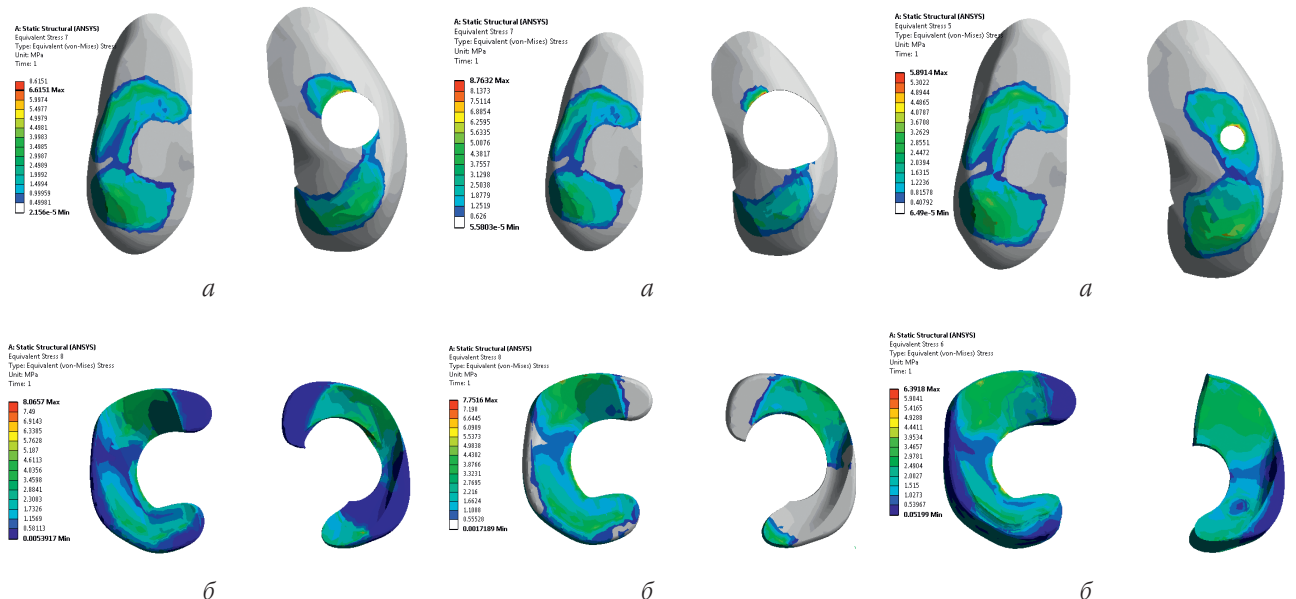 A: Static Structural (ANSYS)
Equivalent Stress 7
Type: Equivalent (von-Mises) Stress
Unit: MPa
Time: 1
8.6151
6.6151 Max
5.9974
5.4977
4.9979
4.4981
3.9983
3.4985
2.9987
2.4989
1.9992
1.4994
0.99959
0.49981
2.156e-5 Min
A: Static Structural (ANSYS)
Equivalent Stress 7
Type: Equivalent (von-Mises) Stress
Unit: MPa
Time: 1
8.7632 Max
8.1373
7.5114
6.8854
6.2595
5.6335
5.0076
4.3817
3.7557
3.1298
2.5038
1.8779
1.2519
0.626
5.5803e-5 Min
A: Static Structural (ANSYS)
Equivalent Stress 5
Type: Equivalent (von-Mises) Stress
Unit: MPa
Time: 1
5.8914 Max
5.3022
4.8944
4.4865
4.0787
3.6708
3.2629
2.8551
2.4472
2.0394
1.6315
1.2236
0.81578
0.40792
6.49e-5 Min
а
а
а
A: Static Structural (ANSYS)
Equivalent Stress 8
Type: Equivalent (von-Mises) Stress
Unit: MPa
Time: 1
8.0657 Max
7.49
6.9143
6.3385
5.7628
5.187
4.6113
4.0356
3.4598
2.8841
2.3083
1.7326
1.1569
0.58113
0.0053917 Min
A: Static Structural (ANSYS)
Equivalent Stress 8
Type: Equivalent (von-Mises) Stress
Unit: MPa
Time: 1
7.7516 Max
7.198
6.6445
6.0909
5.5373
4.9838
4.4302
3.8766
3.3231
2.7695
2.216
1.6624
1.1088
0.55528
0.0017189 Min
A: Static Structural (ANSYS)
Equivalent Stress 6
Type: Equivalent (von-Mises) Stress
Unit: MPa
Time: 1
6.3918 Max
5.9041
5.4165
4.9288
4.4411
3.9534
3.4657
2.9781
2.4904
2.0027
1.515
1.0273
0.53967
0.05199 Min
б
б
б